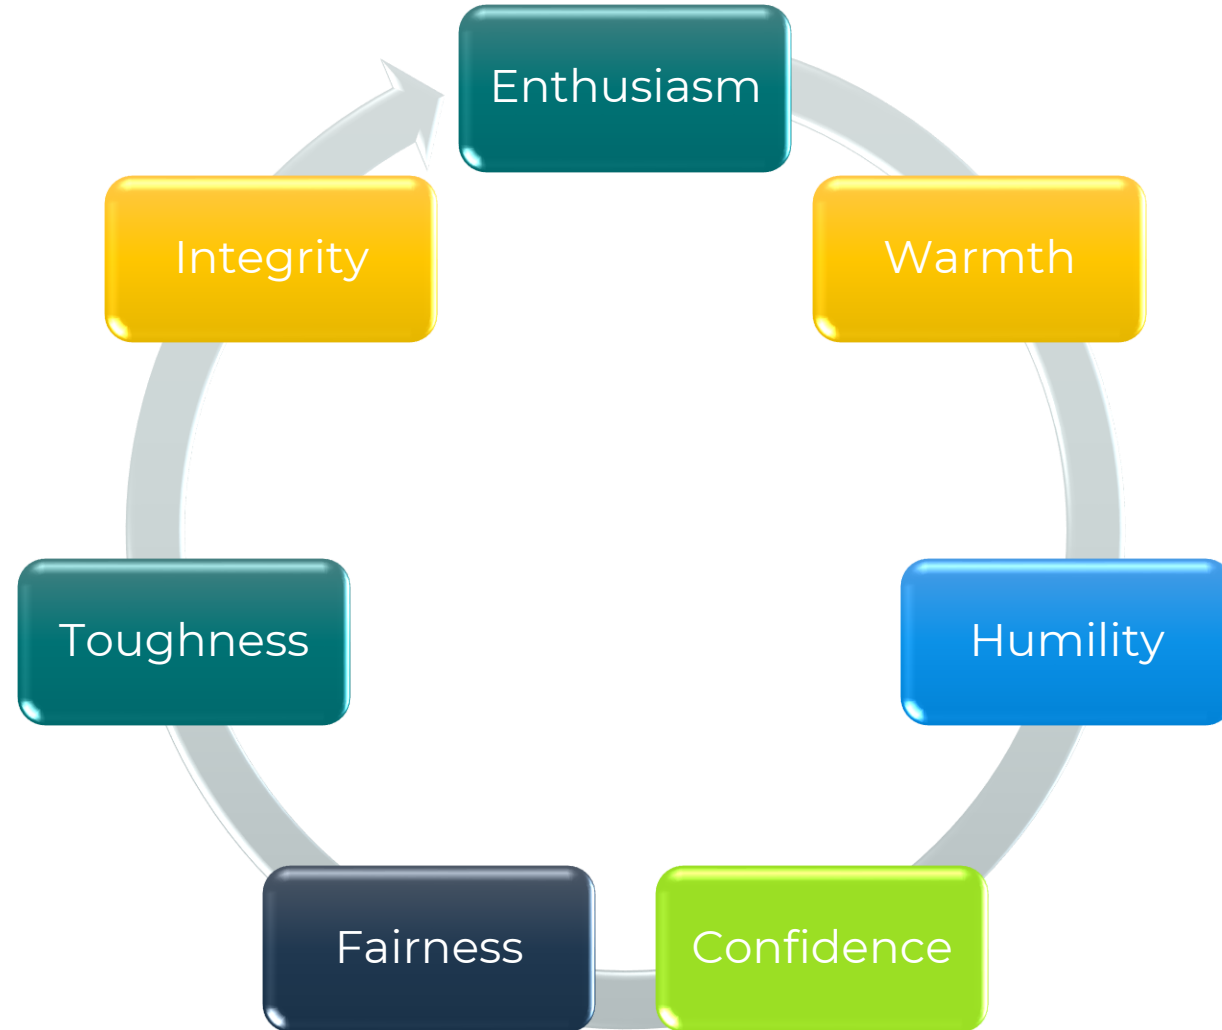 Enthusiasm
Warmth
Humility
Confidence
Fairness
Toughness
Integrity